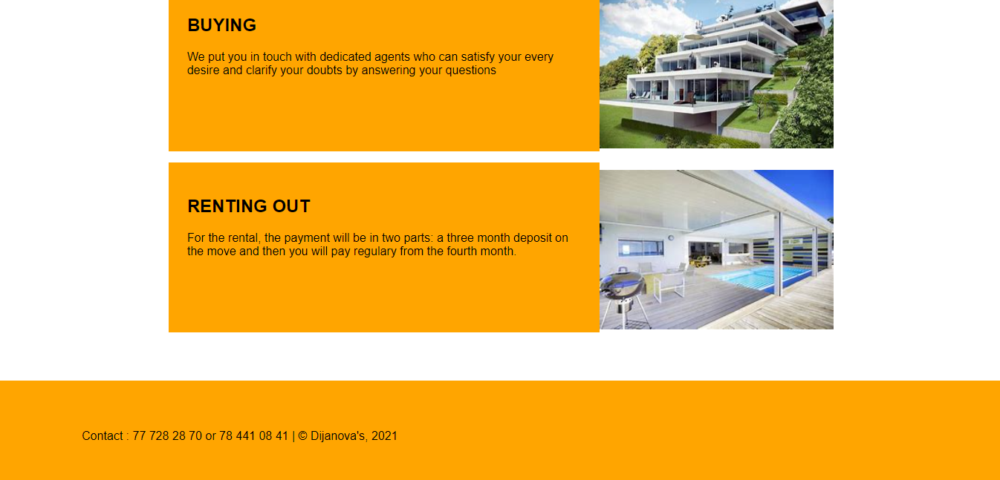 BUYING
We put you in touch with dedicated agents who can satisfy your every
desire and clarify your doubts by answering your questions
RENTING OUT
For the rental, the payment will be in two parts: a three month deposit on
the move and then you will pay regulary from the fourth month.
Contact : 77 728 28 70 or 78 441 08 41 | © Dijanova's, 2021